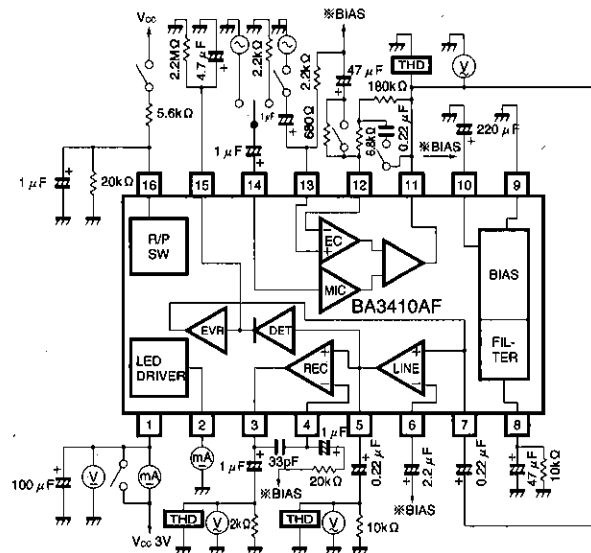 Vcc
※BIAS
2.2MΩ
4.7μF
2.2kΩ
1μF
680Ω
2.2kΩ
47μF
THD
V
180kΩ
6.8kΩ
0.22μF
※BIAS
220μF
5.6kΩ
1μF
20kΩ
1μF
16
15
14
13
12
11
10
9
R/P
SW
EC
MIC
BA3410AF
BIAS
FIL-
TER
EVR
DET
REC
LINE
LED
DRIVER
1
2
3
4
5
6
7
8
100μF
V
mA
mA
1μF
33pF
1μF
※BIAS
20kΩ
0.22μF
2.2μF
※BIAS
0.22μF
47μF
10kΩ
Vcc 3V
THD
V
2kΩ
THD
V
10kΩ